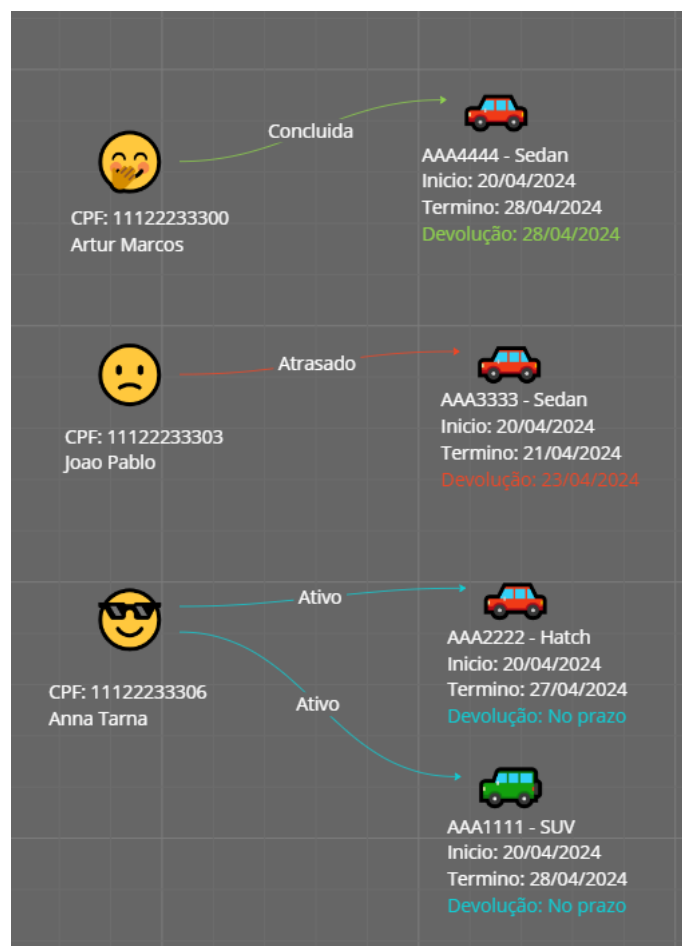 Concluida
AAA4444 - Sedan
Inicio: 20/04/2024
Termino: 28/04/2024
Devolução: 28/04/2024
CPF: 11122233300
Artur Marcos
Atrasado
AAA3333 - Sedan
Inicio: 20/04/2024
Termino: 21/04/2024
Devolução: 23/04/2024
CPF: 11122233303
Joao Pablo
Ativo
AAA2222 - Hatch
Inicio: 20/04/2024
Termino: 27/04/2024
Devolução: No prazo
CPF: 11122233306
Anna Tarna
Ativo
AAA1111 - SUV
Inicio: 20/04/2024
Termino: 28/04/2024
Devolução: No prazo